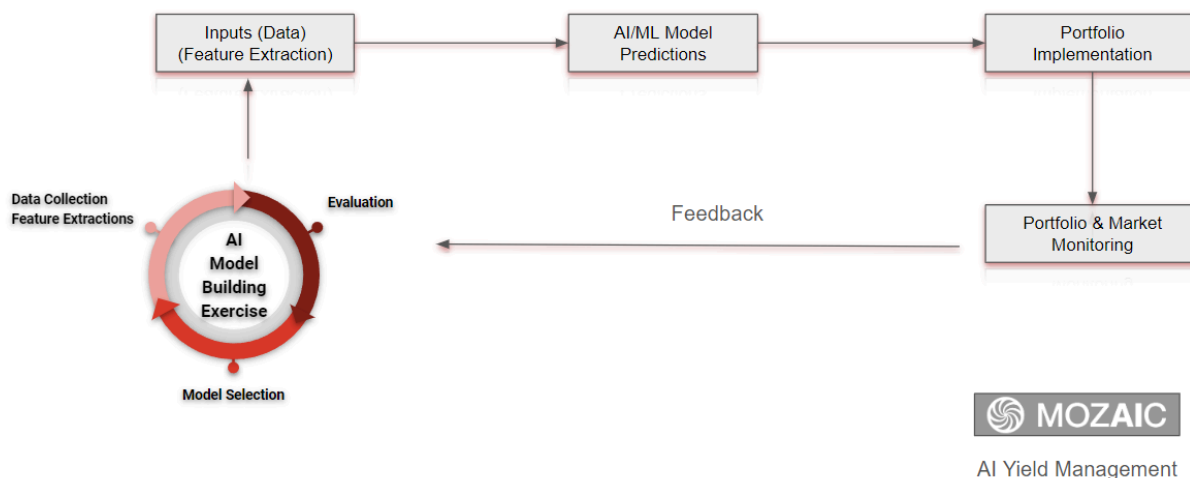 Inputs (Data)
(Feature Extraction)
AI/ML Model
Predictions
Portfolio
Implementation
Data Collection
Feature Extractions
Evaluation
AI
Model
Building
Exercise
Model Selection
Feedback
Portfolio & Market
Monitoring
MOZAIC
AI Yield Management